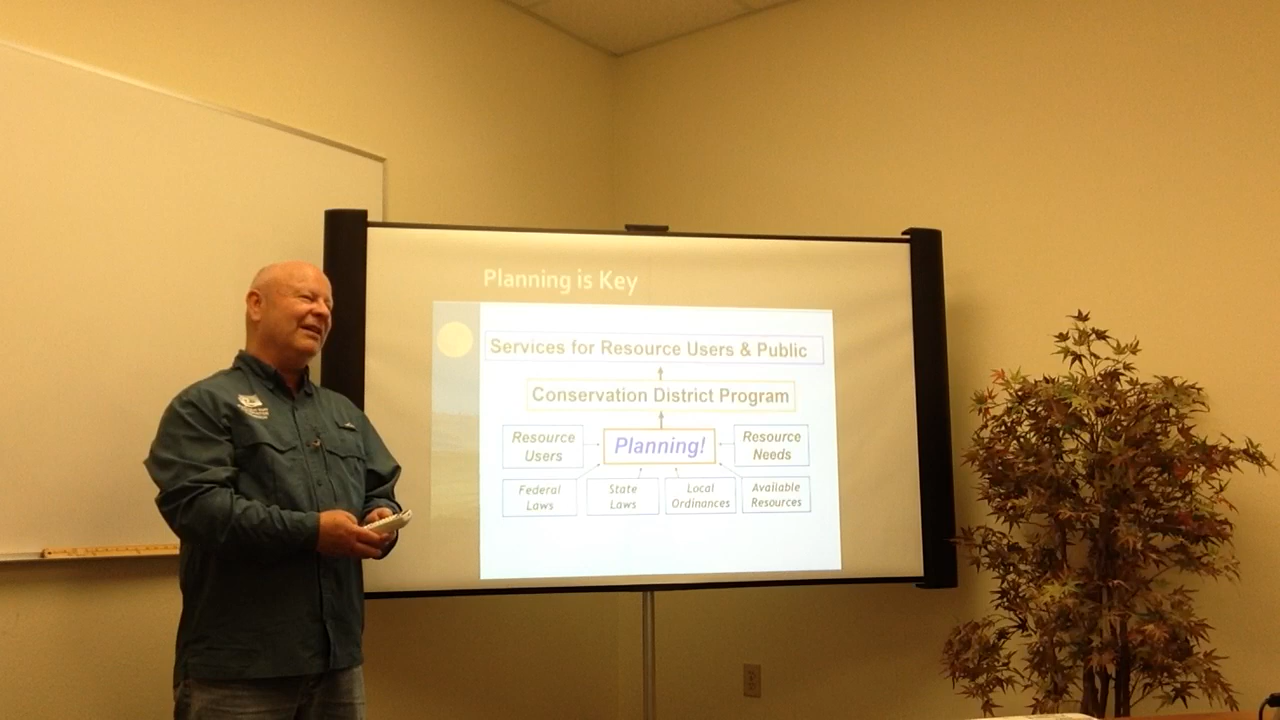 Planning is Key
Services for Resource Users & Public
Conservation District Program
Resource
Users
Planning!
Resource
Needs
Federal
Laws
State
Laws
Local
Ordinances
Available
Resources